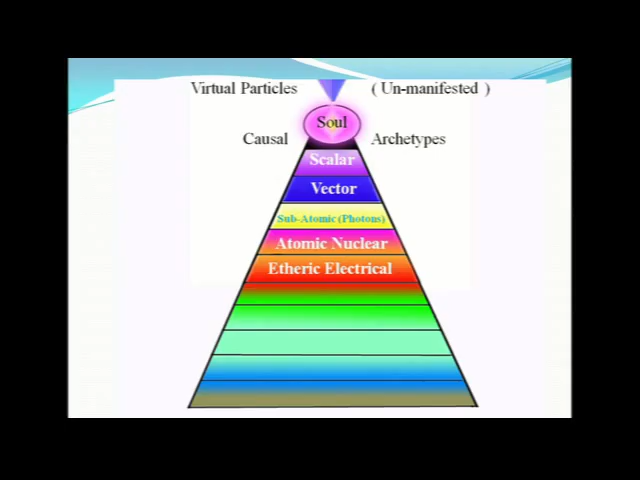 Virtual Particles ( Un-manifested )
Soul
Causal Archetypes
Scalar
Vector
Sub-Atomic (Photons)
Atomic Nuclear
Etheric Electrical